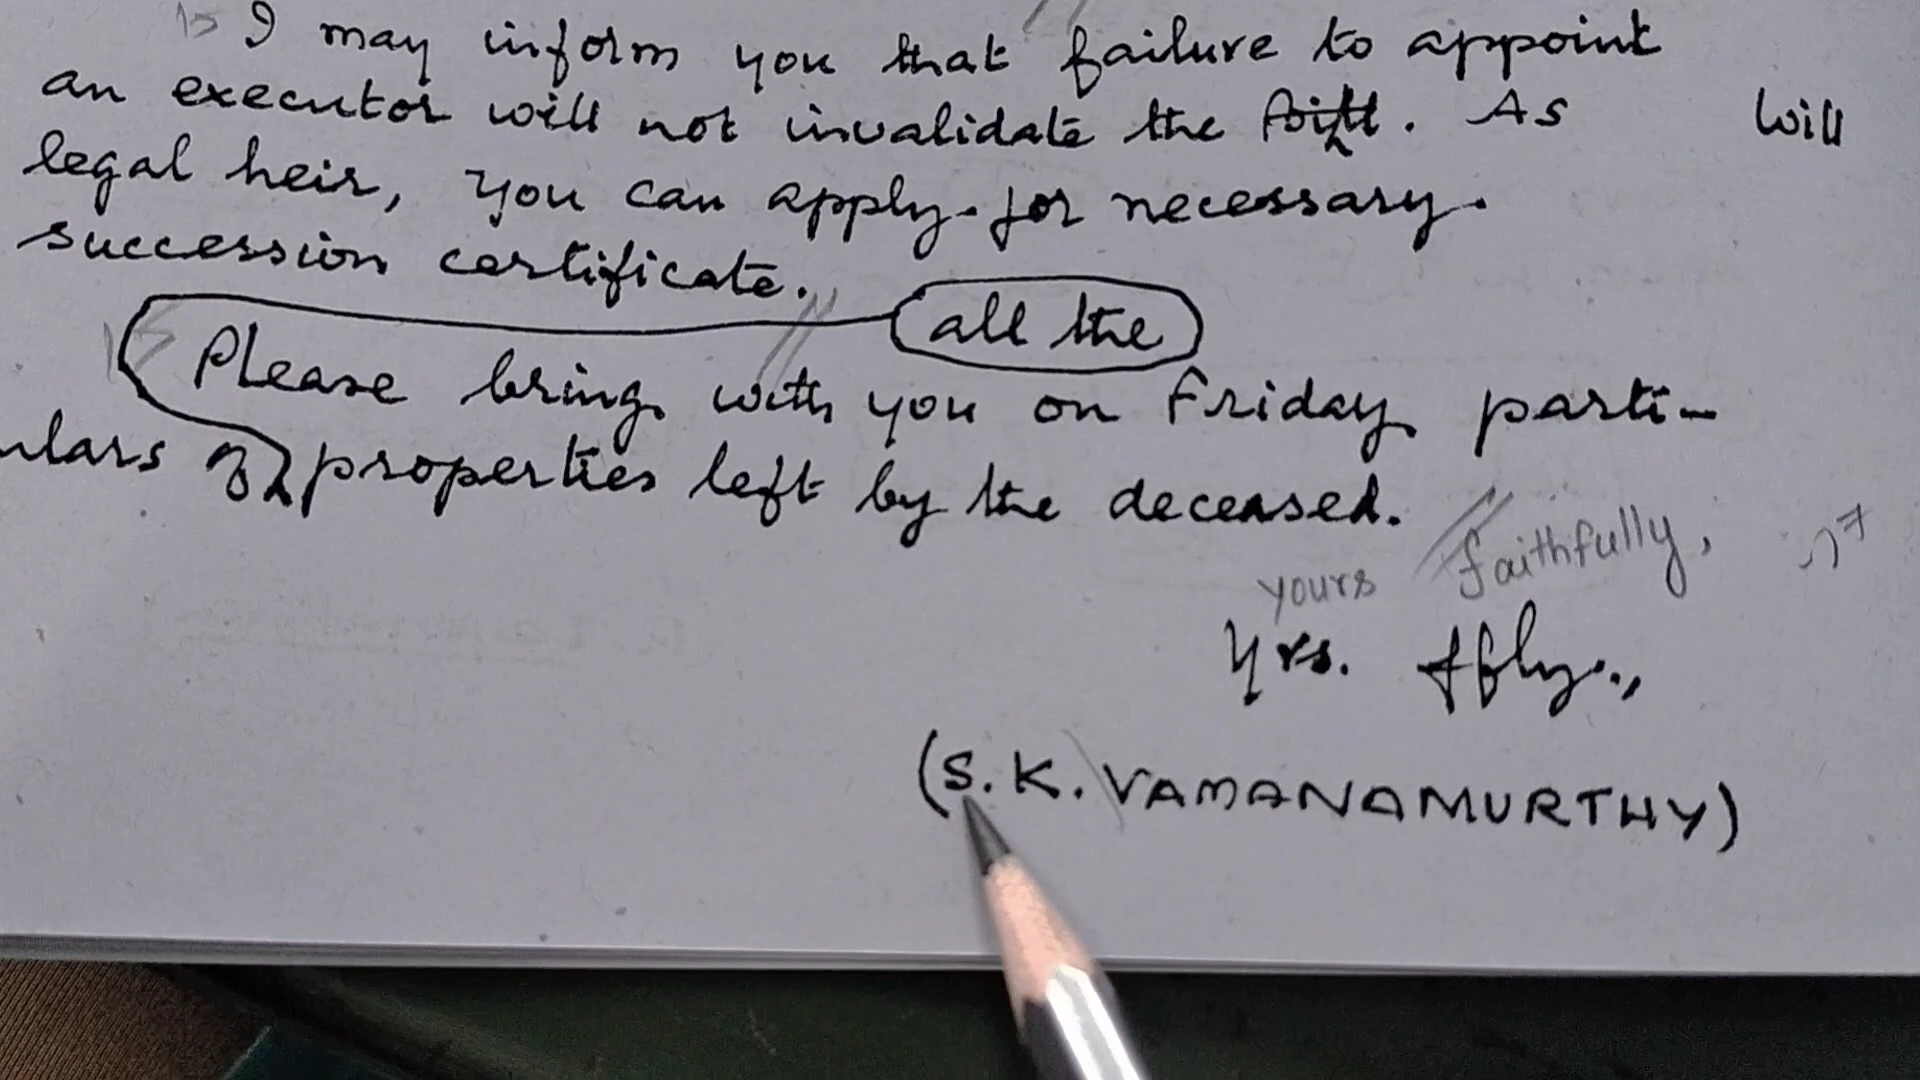 I may inform you that failure to appoint
an executor will not invalidate the . As Will
legal heir, you can apply for necessary
succession certificate.
all the
Please bring with you on Friday parti-
ulars of properties left by the deceased.
yours faithfully,
Yrs. ffly.,
(S. K. VAMANAMURTHY)